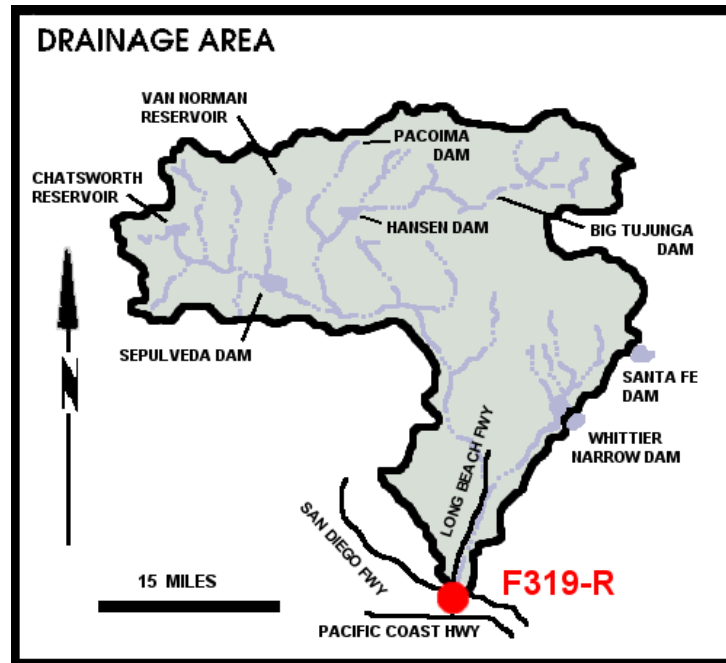 DRAINAGE AREA
VAN NORMAN
RESERVOIR
PACOIMA
DAM
CHATSWORTH
RESERVOIR
HANSEN DAM
BIG TUJUNGA
DAM
SEPULVEDA DAM
N
SANTA FE
DAM
WHITTIER
NARROW DAM
LONG BEACH FWY
SAN DIEGO FWY
15 MILES
F319-R
PACIFIC COAST HWY